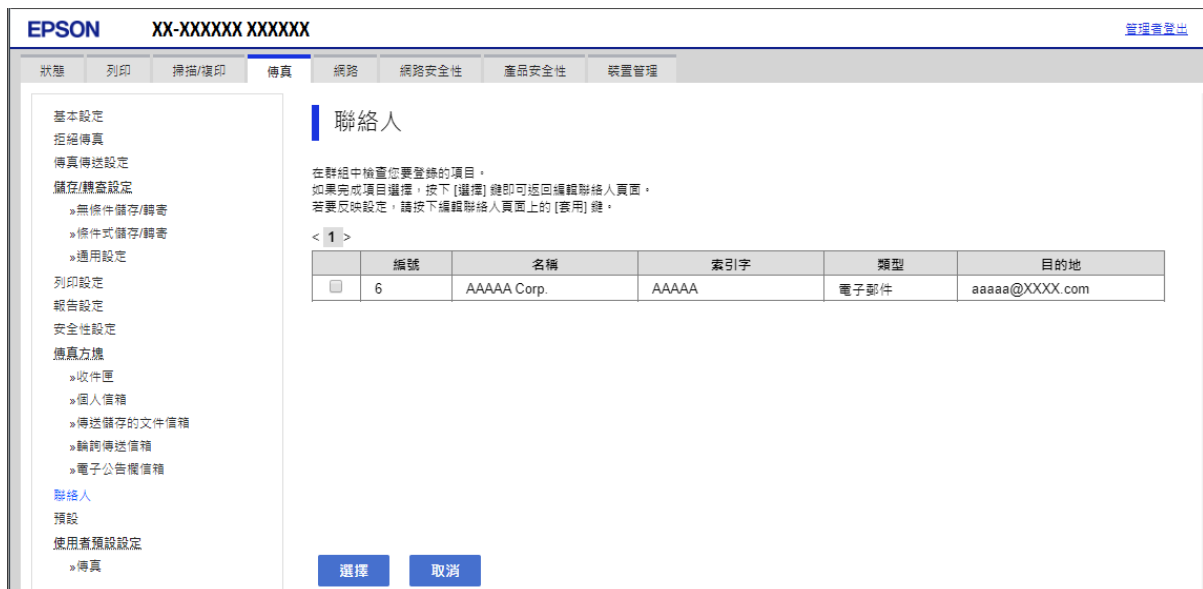 EPSON XX-XXXXXX XXXXXX 管理者登出
狀態 列印 掃描/複印 傳真 網路 網路安全性 產品安全性 裝置管理
基本設定
拒絕傳真
傳真傳送設定
儲存/轉寄設定
»無條件儲存/轉寄
»條件式儲存/轉寄
»通用設定
列印設定
報告設定
安全性設定
傳真方塊
»收件匣
»個人信箱
»傳送儲存的文件信箱
»輪詢傳送信箱
»電子公告欄信箱
聯絡人
預設
使用者預設設定
»傳真
聯絡人
在群組中檢查您要登錄的項目。
如果完成項目選擇，按下 [選擇] 鍵即可返回編輯聯絡人頁面。
若要反映設定，請按下編輯聯絡人頁面上的 [套用] 鍵。
< 1 >
編號 名稱 索引字 類型 目的地
6 AAAAA Corp. AAAAA 電子郵件 aaaaa@XXXX.com
選擇 取消